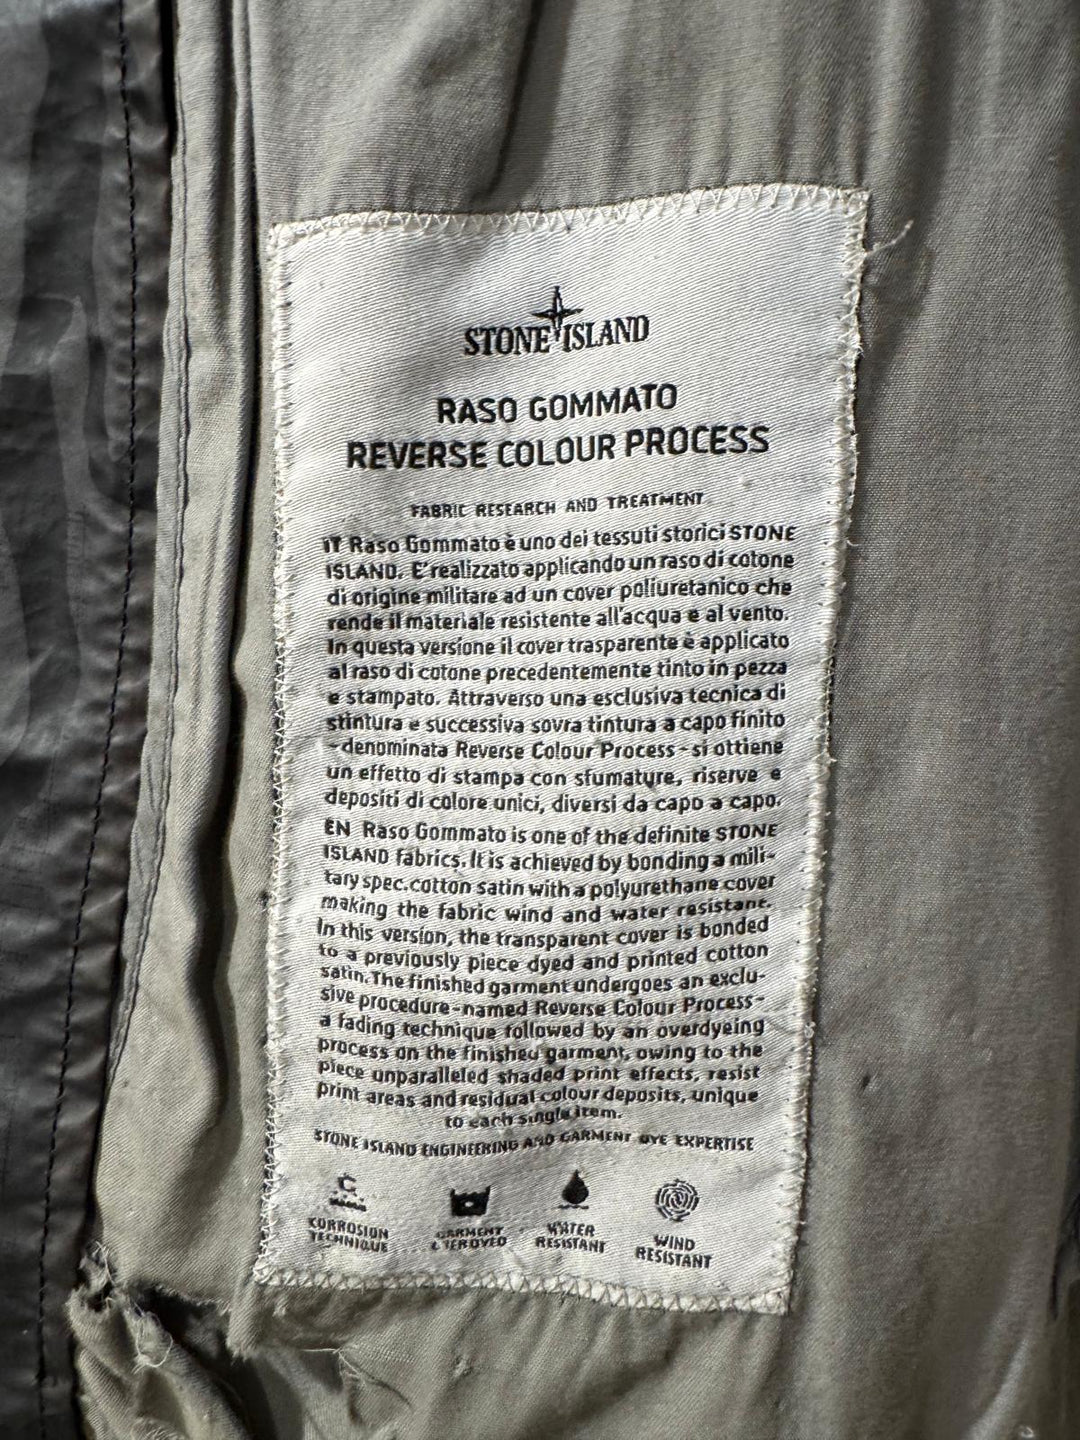 STONE ISLAND
RASO GOMMATO
REVERSE COLOUR PROCESS
FABRIC RESEARCH AND TREATMENT
IT Raso Gommato è uno dei tessuti storici STONE
ISLAND. E' realizzato applicando un raso di cotone
di origine militare ad un cover poliuretanico che
rende il materiale resistente all'acqua e al vento.
In questa versione il cover trasparente è applicato
al raso di cotone precedentemente tinto in pezza
e stampato. Attraverso una esclusiva tecnica di
stintura e successiva sovra tintura a capo finito
-denominata Reverse Colour Process-si ottiene
un effetto di stampa con sfumature, riserve e
depositi di colore unici, diversi da capo a capo.
EN Raso Gommato is one of the definite STONE
ISLAND fabrics. It is achieved by bonding a mili-
tary spec.cotton satin with a polyurethane cover
making the fabric wind and water resistant.
In this version, the transparent cover is bonded
to a previously piece dyed and printed cotton
satin. The finished garment undergoes an exclu-
sive procedure-named Reverse Colour Process-
a fading technique followed by an overdyeing
process on the finished garment, owing to the
piece unparalleled shaded print effects, resist
print areas and residual colour deposits, unique
to each single item.
STONE ISLAND ENGINEERING AND GARMENT DYE EXPERTISE
C
CORROSION
TECHNIQUE
GARMENT
OVERDYED
WATER
RESISTANT
WIND
RESISTANT